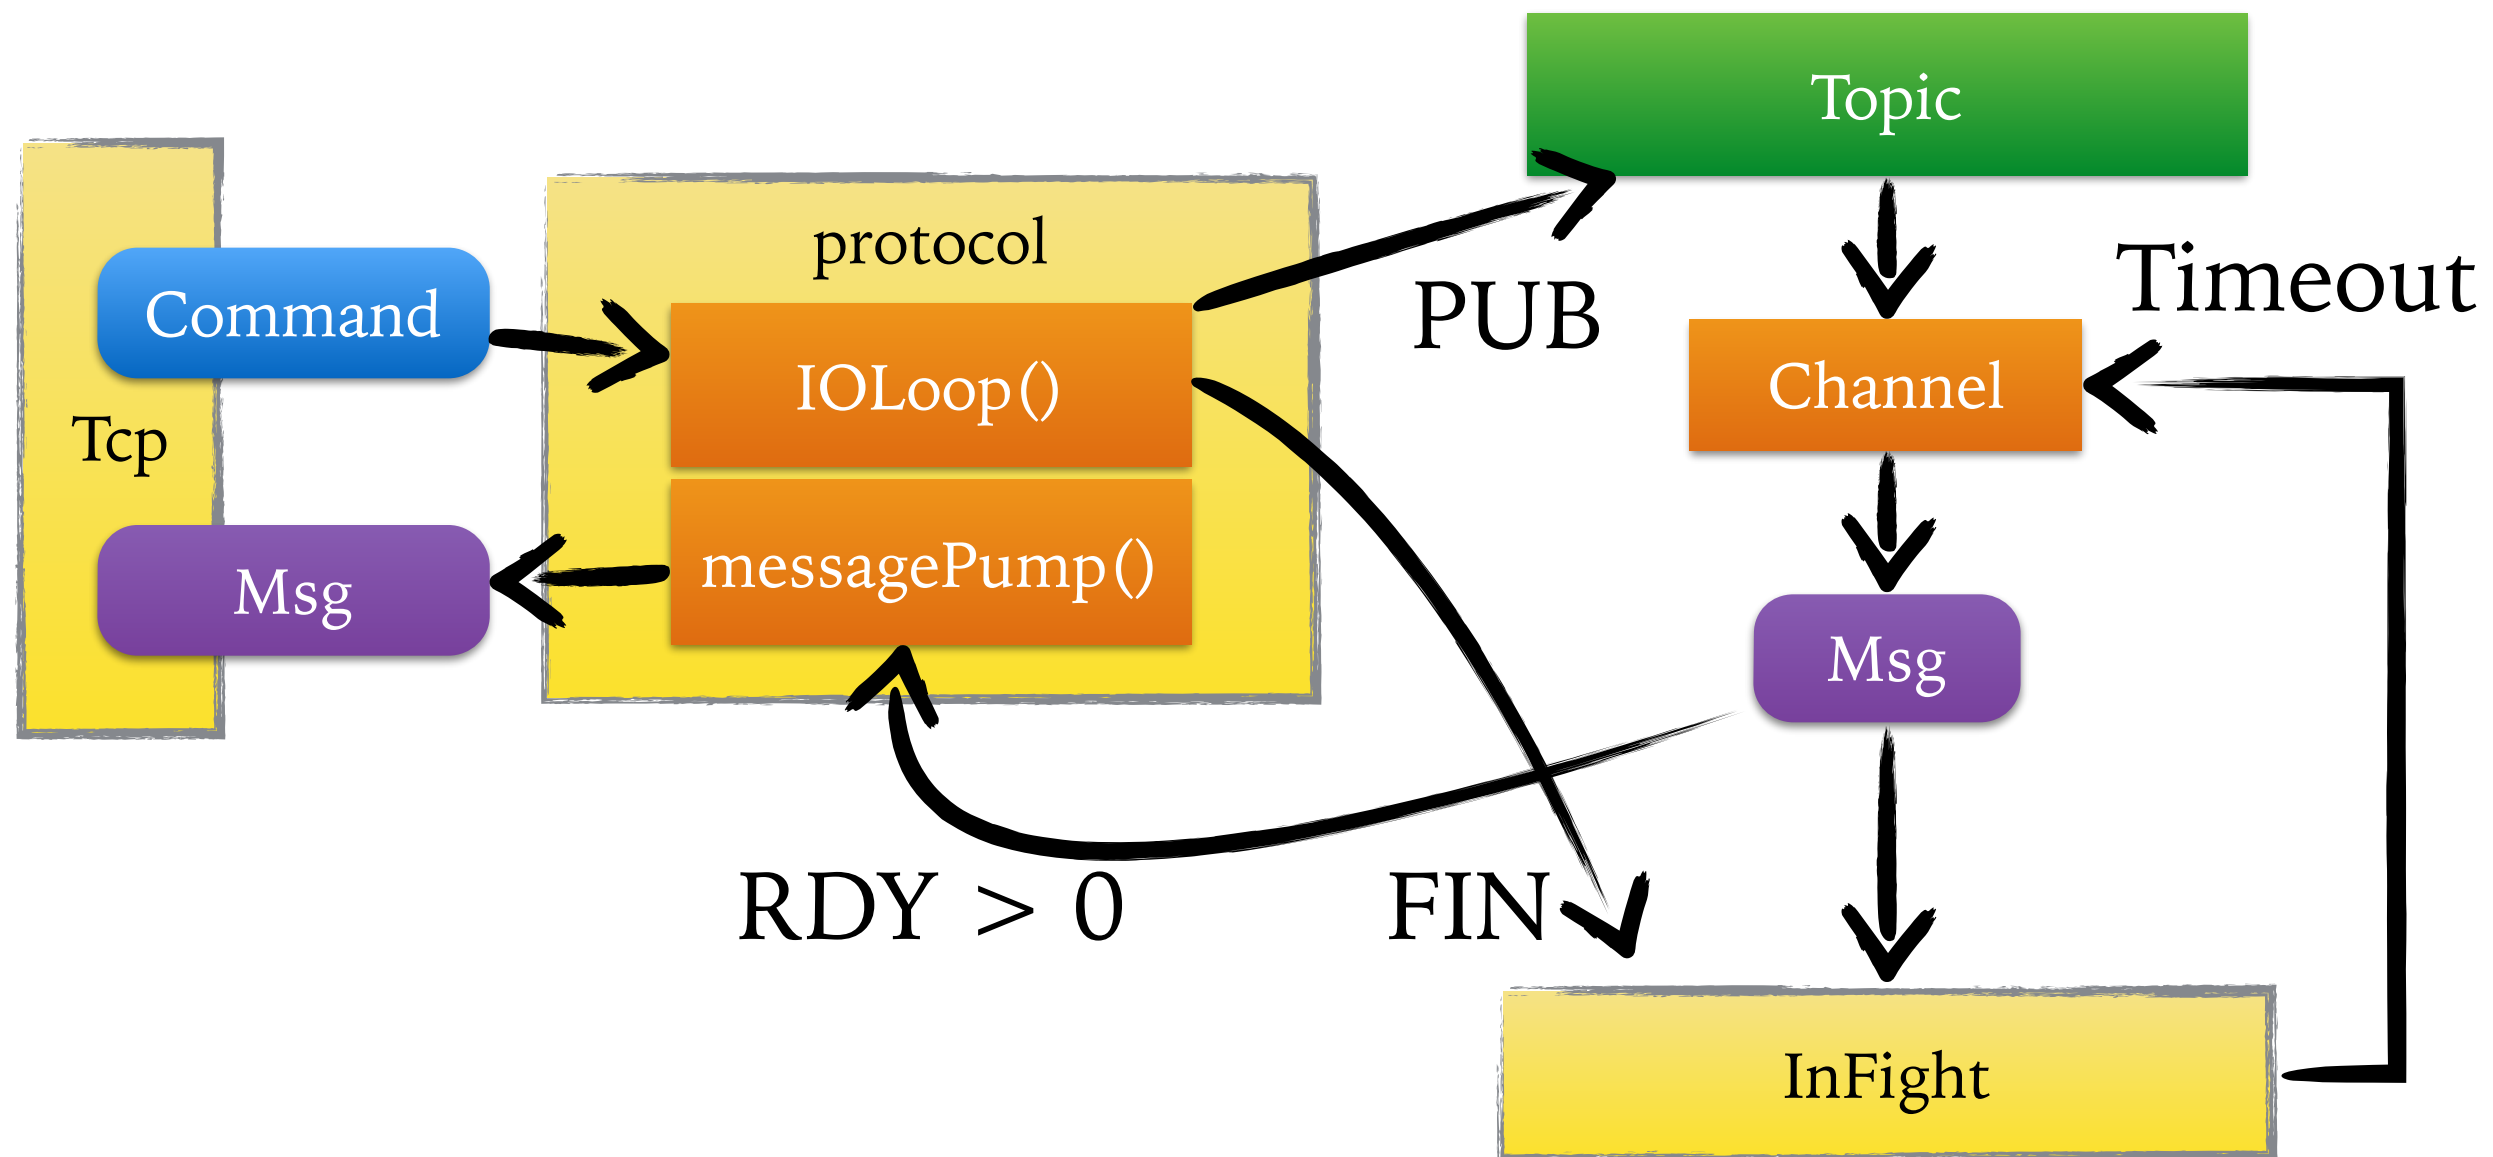 Topic
protocol
Timeout
Command
PUB
IOLoop()
Channel
Tcp
messagePump()
Msg
Msg
RDY > 0
FIN
InFight